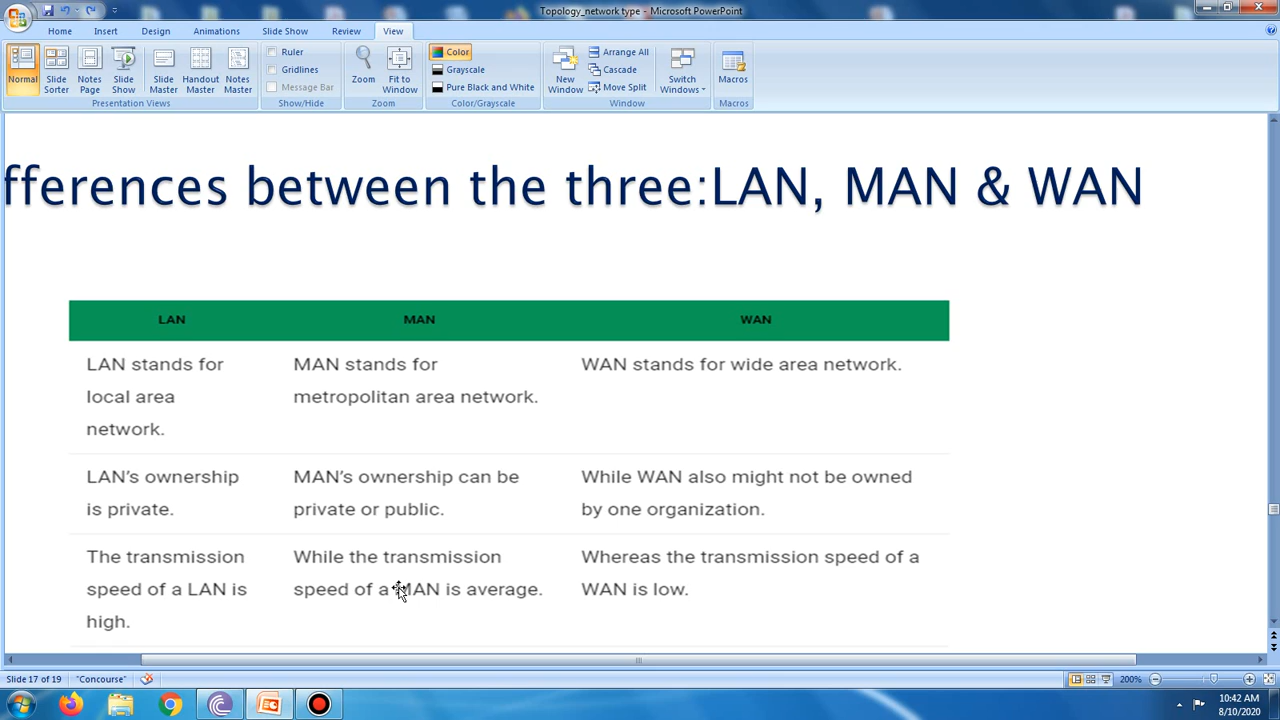 Topology_network type - Microsoft PowerPoint
Home Insert Design Animations Slide Show Review View
Normal Slide Sorter Notes Page Slide Show Slide Master Handout Master Notes Master
Presentation Views
Ruler
Gridlines
Message Bar
Show/Hide
Zoom Fit to Window
Zoom
Color
Grayscale
Pure Black and White
Color/Grayscale
New Window
Arrange All
Cascade
Move Split
Switch Windows
Window
Macros
Macros
fferences between the three:LAN, MAN & WAN
LAN MAN WAN
LAN stands for MAN stands for WAN stands for wide area network.
local area metropolitan area network.
network.
LAN's ownership MAN's ownership can be While WAN also might not be owned
is private. private or public. by one organization.
The transmission While the transmission Whereas the transmission speed of a
speed of a LAN is speed of a MAN is average. WAN is low.
high.
Slide 17 of 19 "Concourse" 200%
10:42 AM
8/10/2020